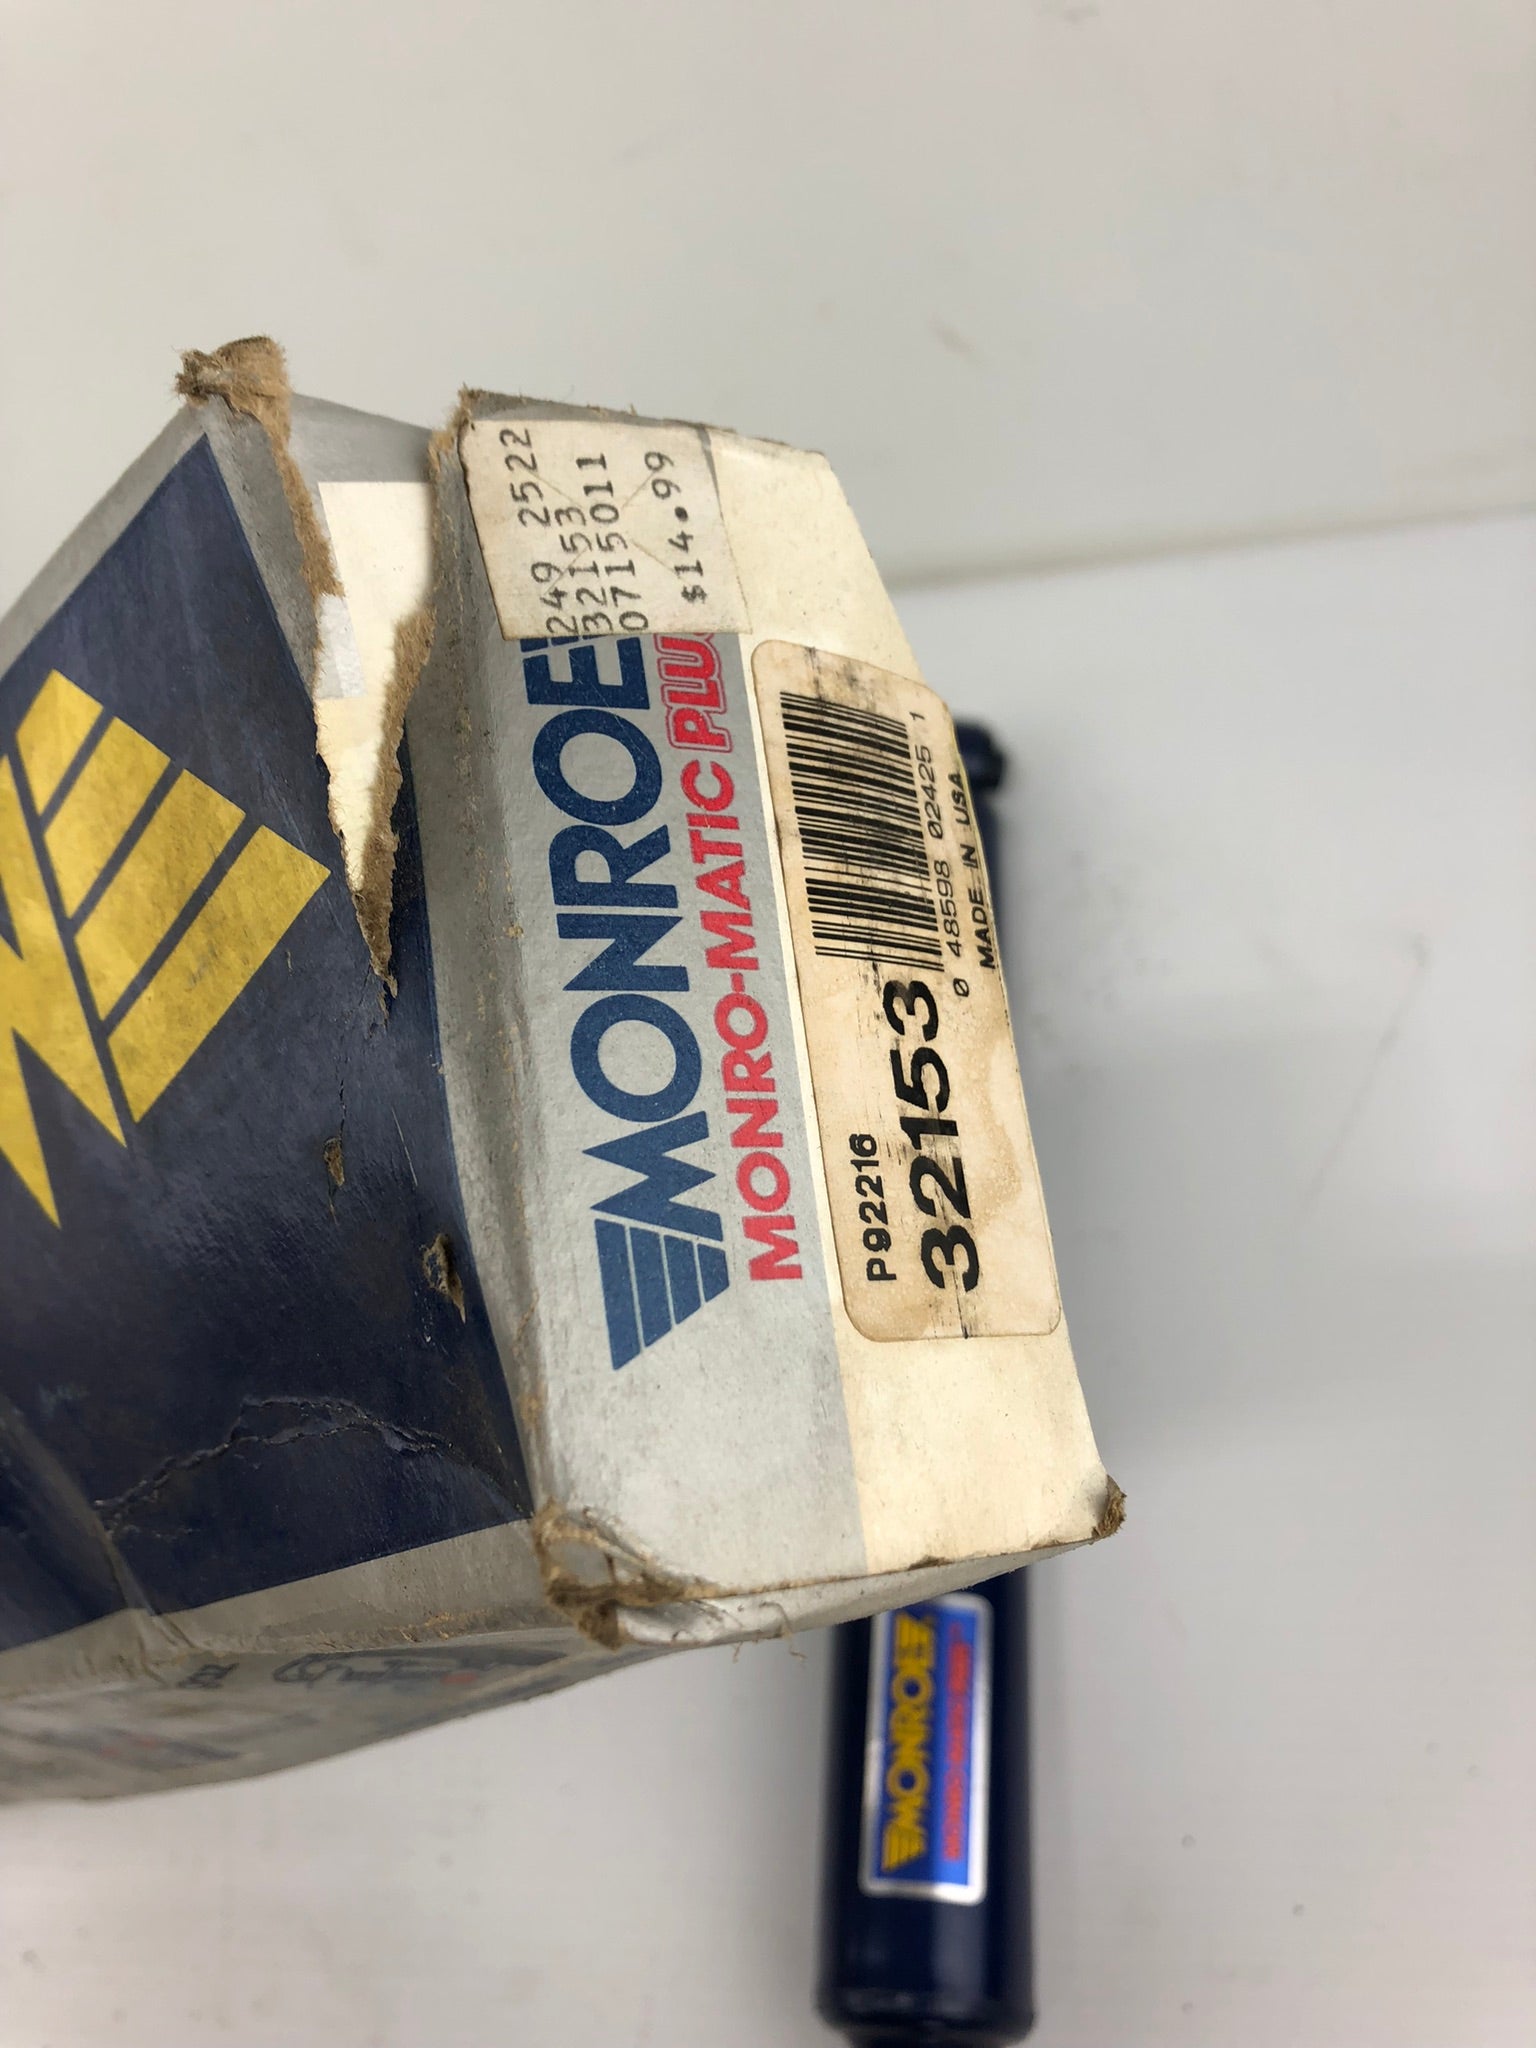 249 2522
32153
0715011
$14.99
MONROE
MONRO-MATIC PLUS
0 48598 02425 1
MADE IN USA
P92216
32153
MONROE